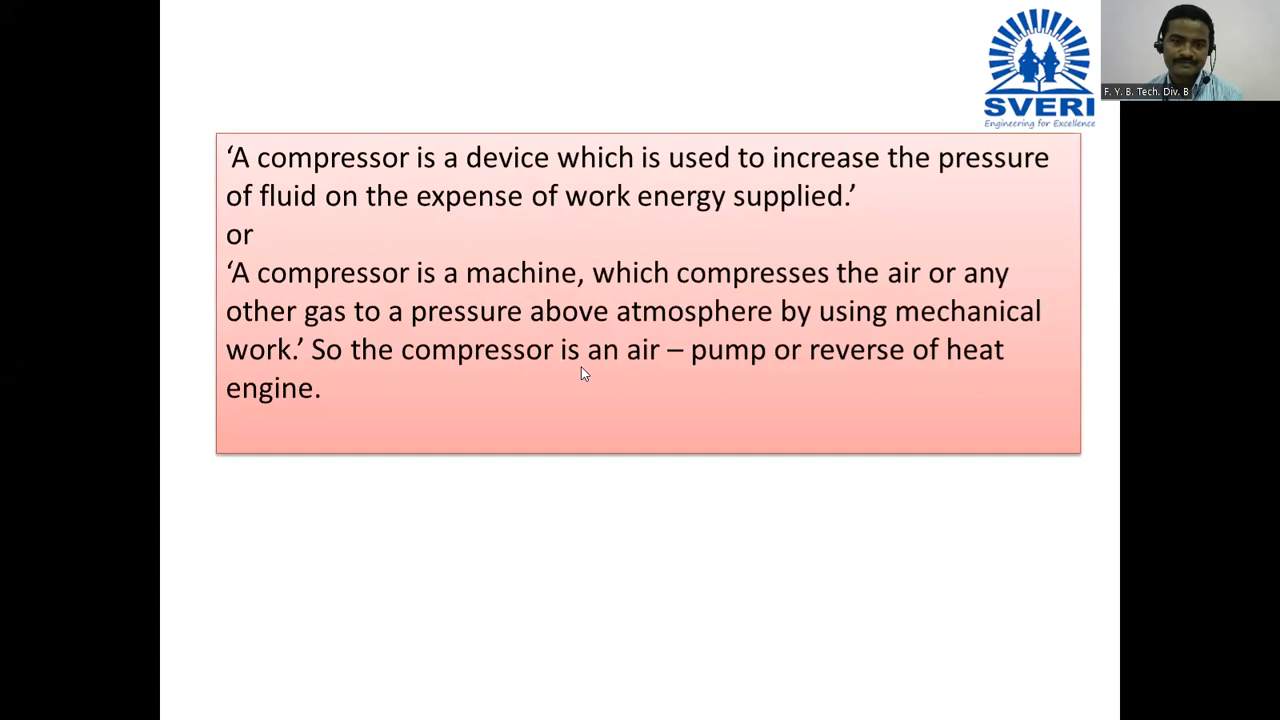 SVERI
Engineering for Excellence
F. Y. B. Tech. Div. B
‘A compressor is a device which is used to increase the pressure
of fluid on the expense of work energy supplied.’
or
‘A compressor is a machine, which compresses the air or any
other gas to a pressure above atmosphere by using mechanical
work.’ So the compressor is an air – pump or reverse of heat
engine.